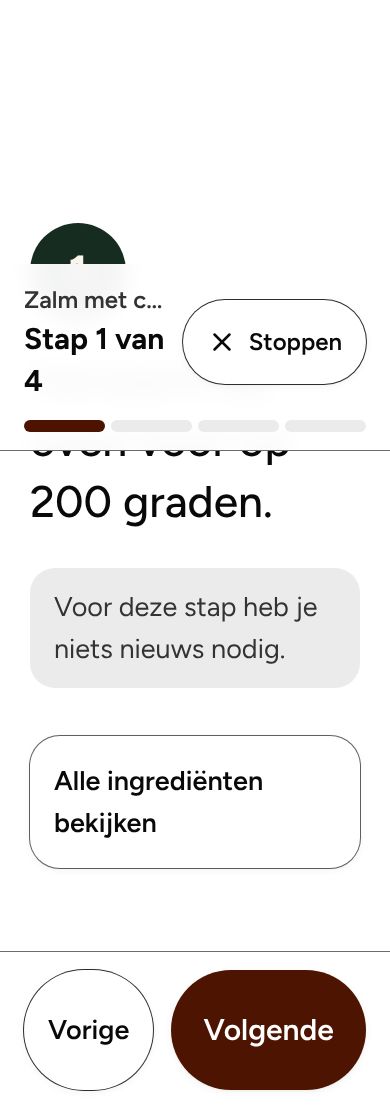 Zalm met c...
Stap 1 van
4
Stoppen
200 graden.
Voor deze stap heb je
niets nieuws nodig.
Alle ingrediënten
bekijken
Vorige
Volgende